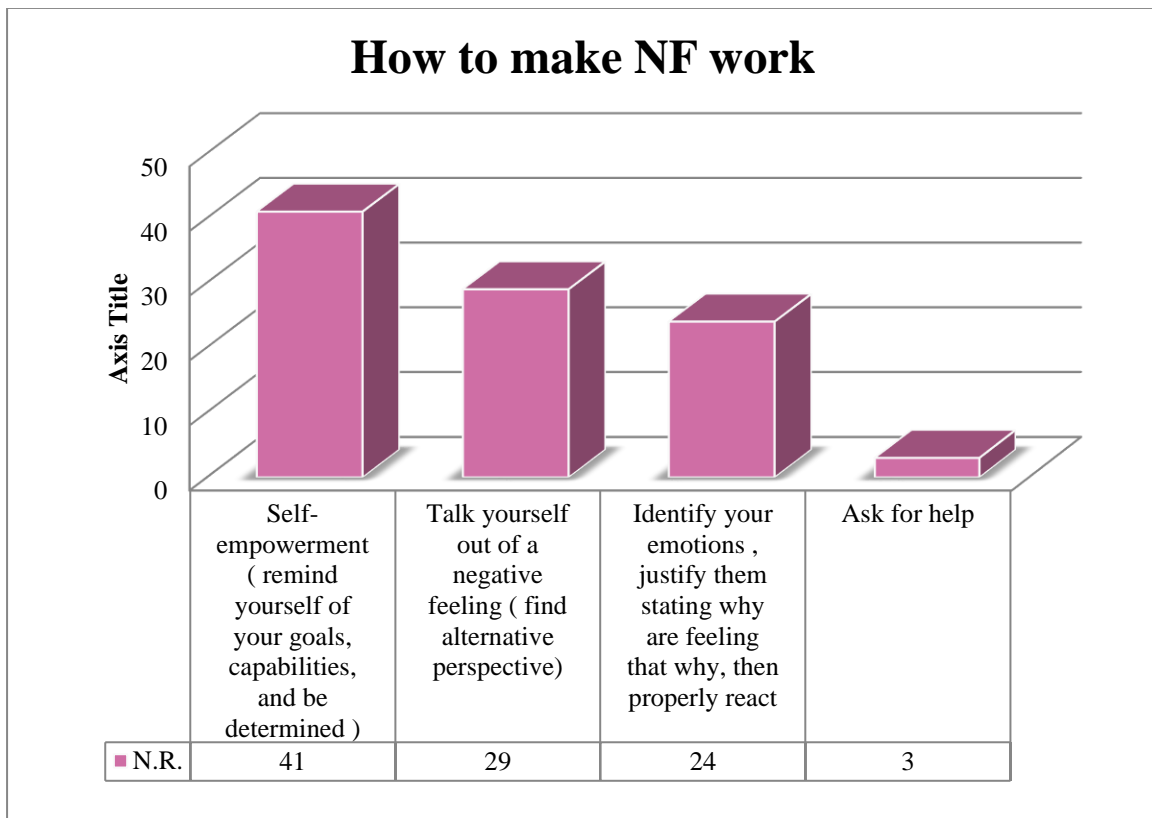 How to make NF work
50
40
30
20
10
0
Axis Title
Self-
empowerment
( remind
yourself of
your goals,
capabilities,
and be
determined )
Talk yourself
out of a
negative
feeling ( find
alternative
perspective)
Identify your
emotions ,
justify them
stating why
are feeling
that why, then
properly react
Ask for help
N.R. 41 29 24 3